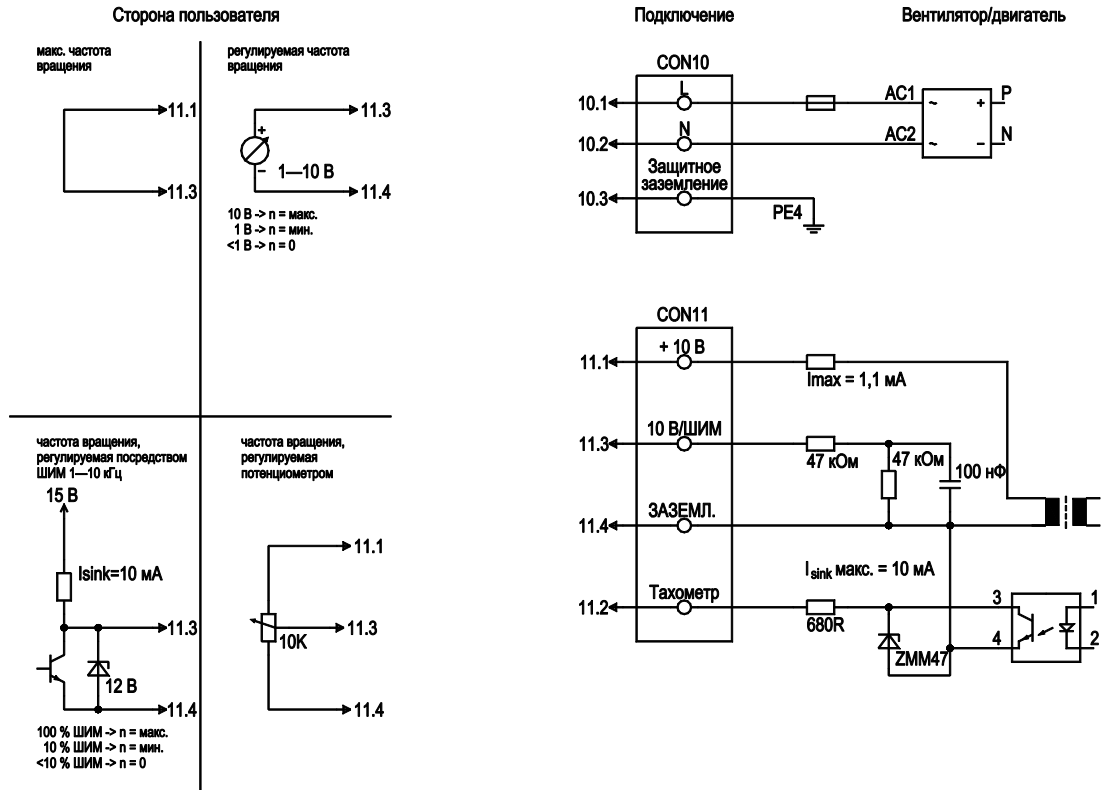 Сторона пользователя
Подключение
Вентилятор/двигатель
макс. частота
вращения
11.1
11.3
регулируемая частота
вращения
11.3
+
−
1—10 В
11.4
10 В -> n = макс.
1 В -> n = мин.
<1 В -> n = 0
CON10
L
10.1
AC1
~
+
P
N
10.2
AC2
~
−
N
Защитное
заземление
10.3
PE4
CON11
+ 10 В
11.1
Imax = 1,1 мА
10 В/ШИМ
11.3
47 кОм
47 кОм
100 нФ
ЗАЗЕМЛ.
11.4
Isink макс. = 10 мА
Тахометр
11.2
680R
ZMM47
3
4
1
2
частота вращения,
регулируемая посредством
ШИМ 1—10 кГц
15 В
Isink=10 мА
11.3
12 В
11.4
100 % ШИМ -> n = макс.
10 % ШИМ -> n = мин.
<10 % ШИМ -> n = 0
частота вращения,
регулируемая
потенциометром
11.1
11.3
10K
11.4